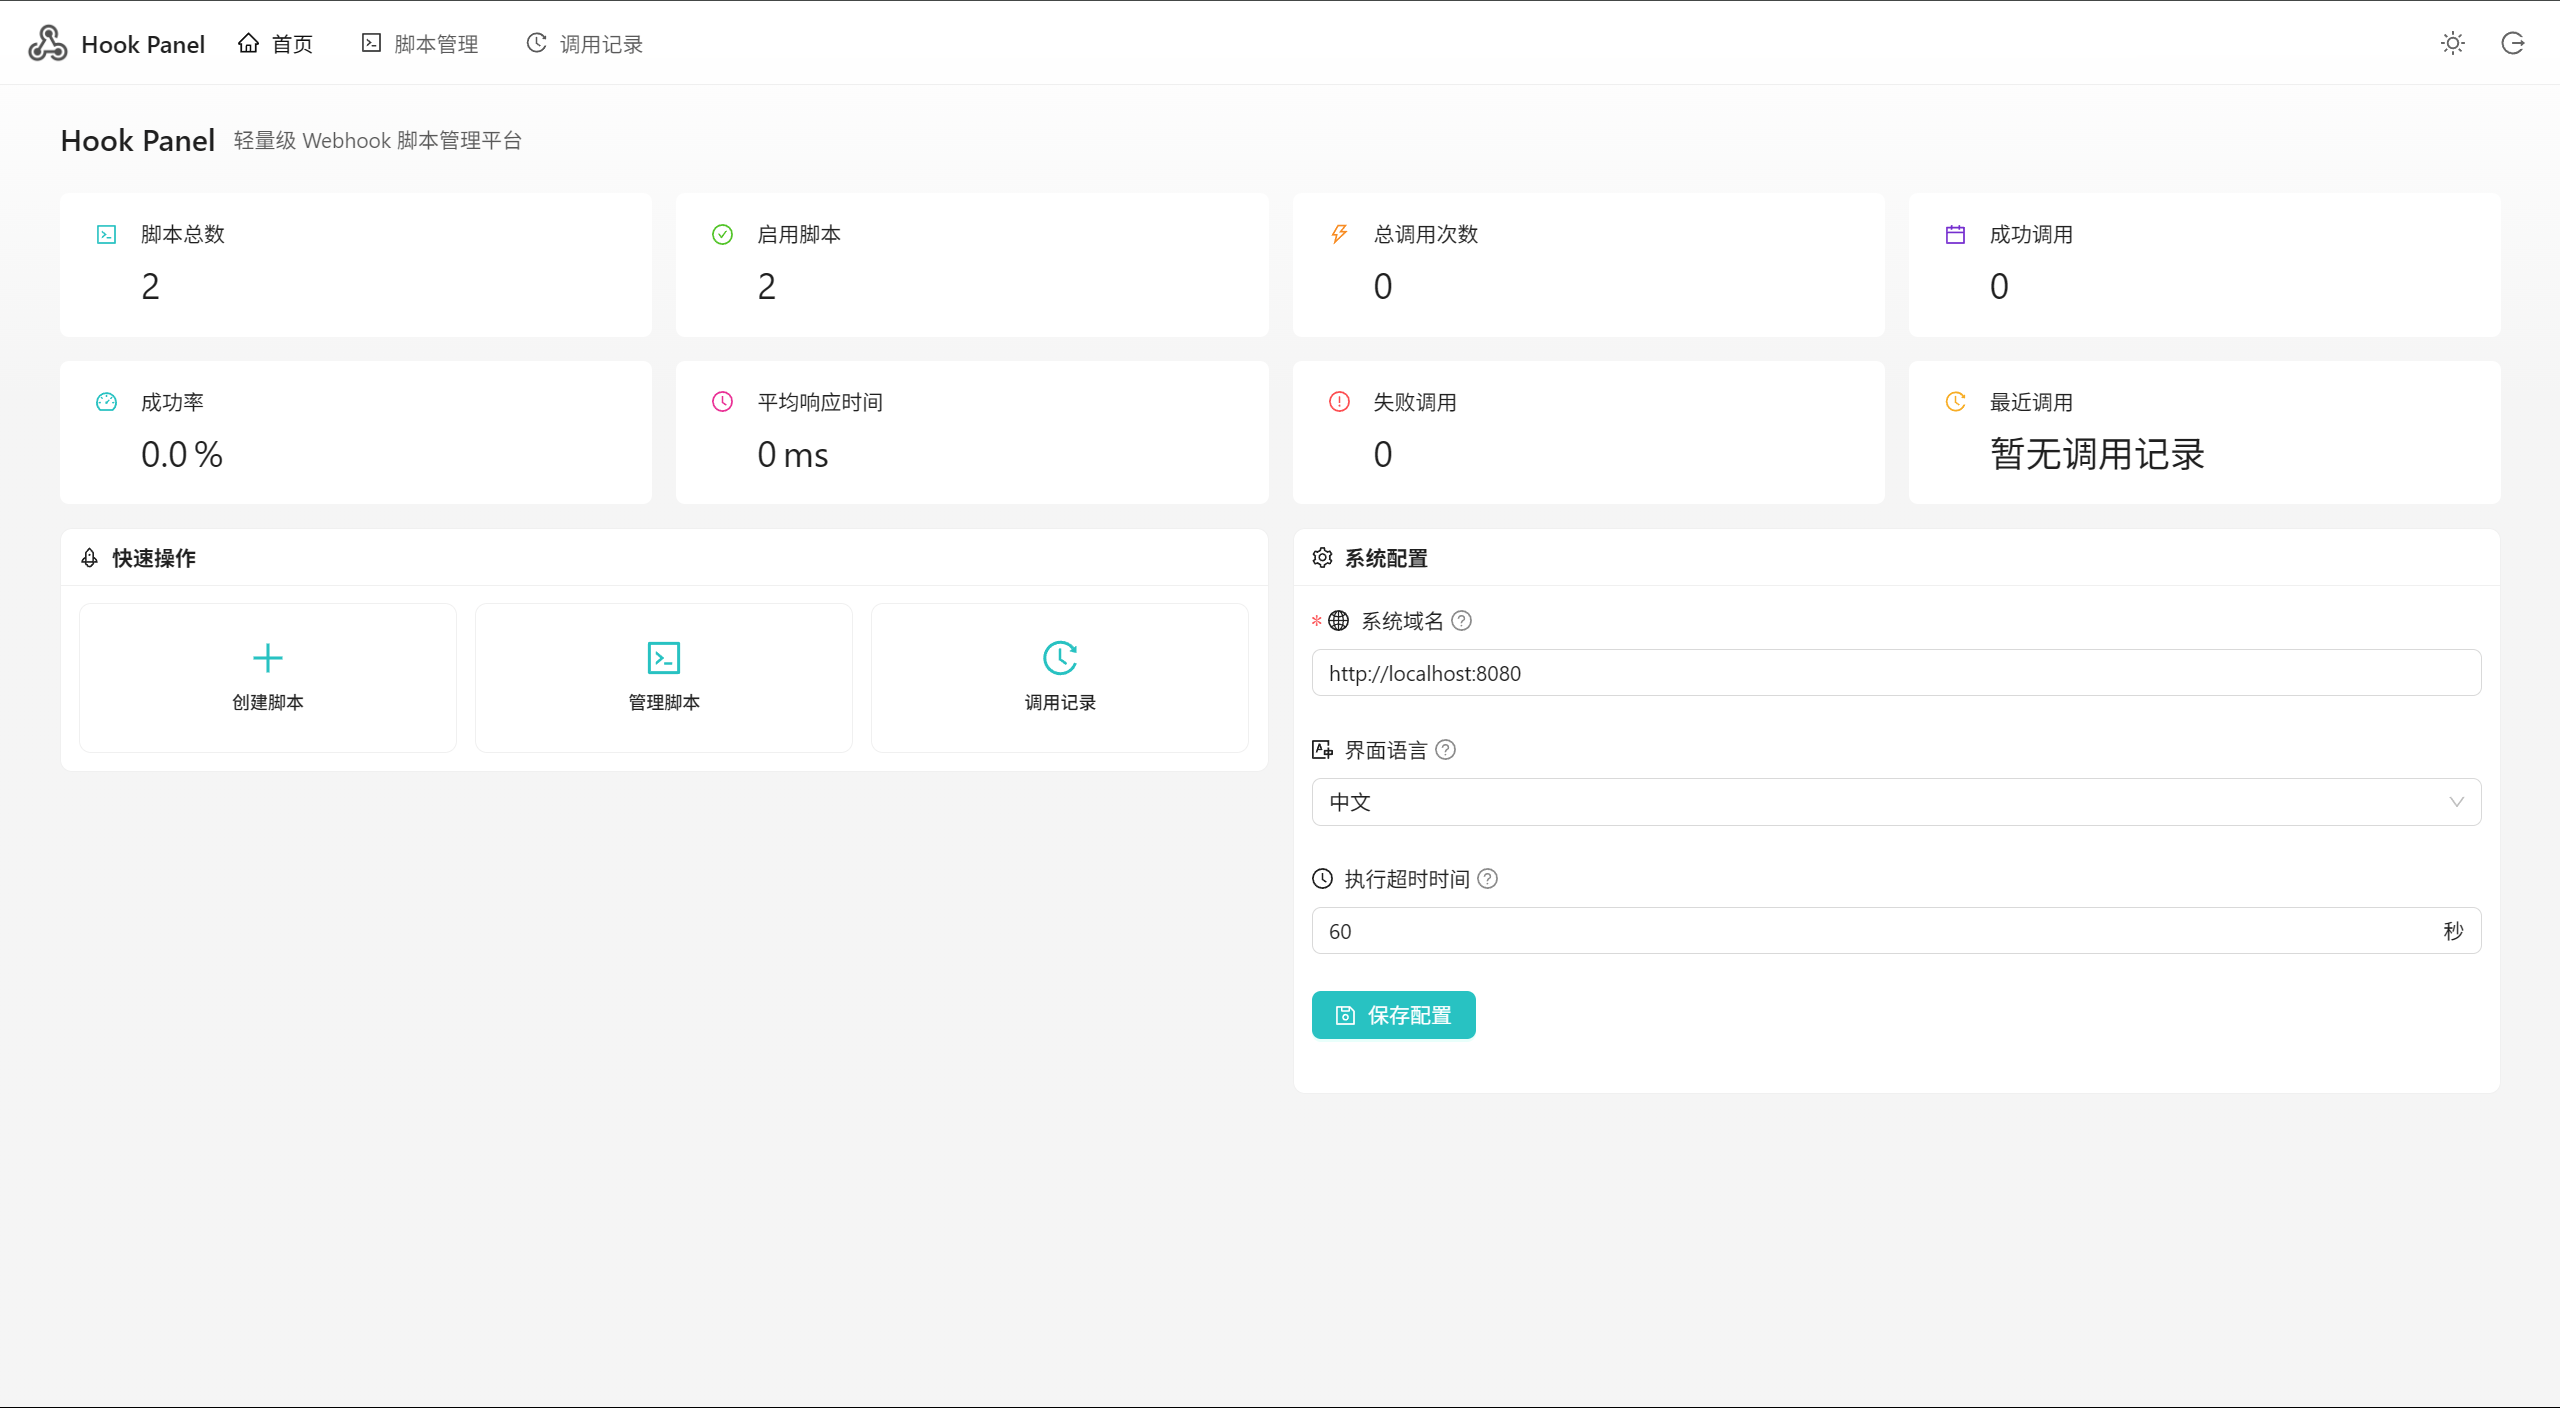 Hook Panel 首页 脚本管理 调用记录
Hook Panel 轻量级 Webhook 脚本管理平台
脚本总数
2
启用脚本
2
总调用次数
0
成功调用
0
成功率
0.0 %
平均响应时间
0 ms
失败调用
0
最近调用
暂无调用记录
快速操作
创建脚本
管理脚本
调用记录
系统配置
* 系统域名
http://localhost:8080
界面语言
中文
执行超时时间
60 秒
保存配置